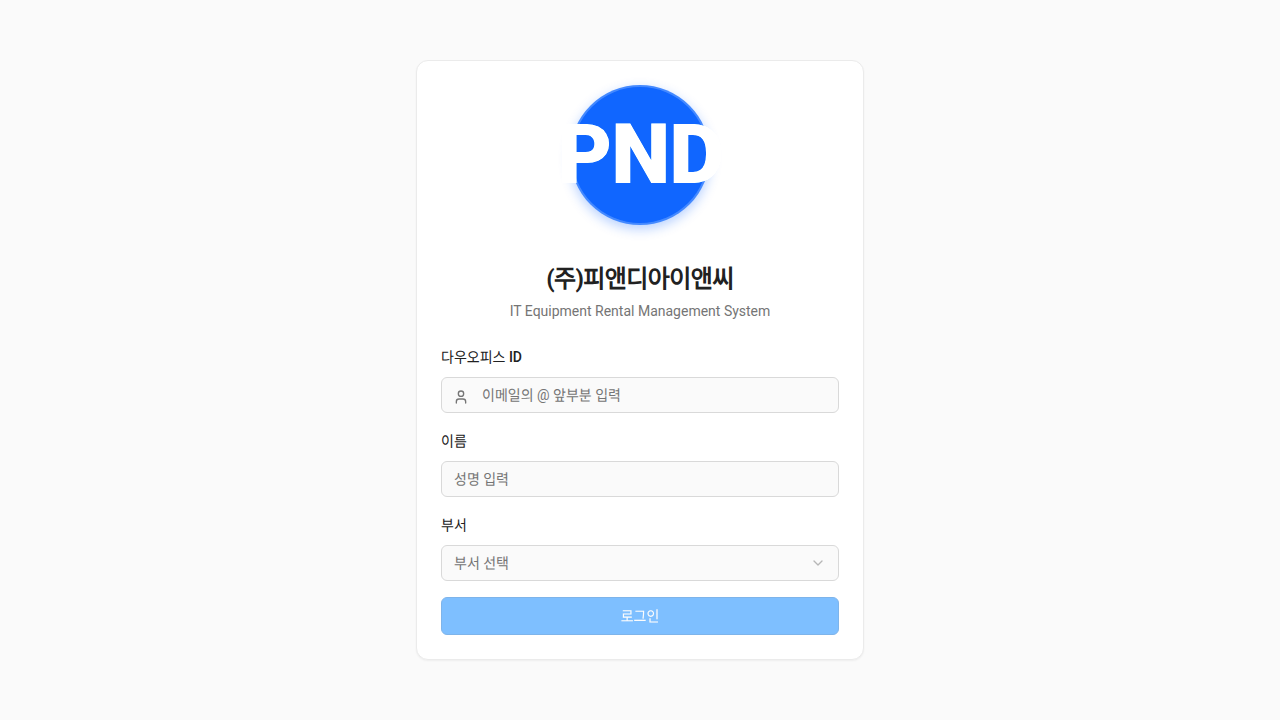 PND
(주)피앤디아이앤씨
IT Equipment Rental Management System
다우오피스 ID
이메일의 @ 앞부분 입력
이름
성명 입력
부서
부서 선택
로그인